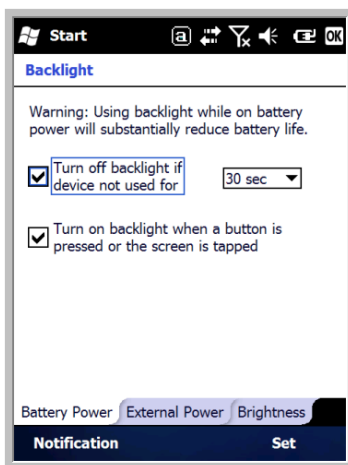 Start a OK
Backlight
Warning: Using backlight while on battery
power will substantially reduce battery life.
Turn off backlight if
device not used for 30 sec
Turn on backlight when a button is
pressed or the screen is tapped
Battery Power External Power Brightness
Notification Set